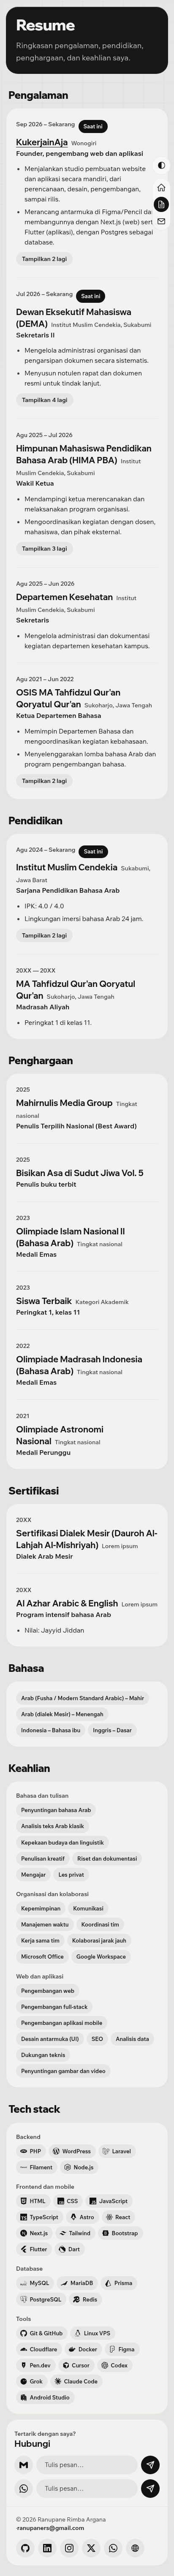 Resume
Ringkasan pengalaman, pendidikan,
penghargaan, dan keahlian saya.
Pengalaman
Sep 2026 – Sekarang Saat ini
KukerjainAja Wonogiri
Founder, pengembang web dan aplikasi
Menjalankan studio pembuatan website
dan aplikasi secara mandiri, dari
perencanaan, desain, pengembangan,
sampai rilis.
Merancang antarmuka di Figma/Pencil dan
membangunnya dengan Next.js (web) serta
Flutter (aplikasi), dengan Postgres sebagai
database.
Tampilkan 2 lagi
Jul 2026 – Sekarang Saat ini
Dewan Eksekutif Mahasiswa
(DEMA) Institut Muslim Cendekia, Sukabumi
Sekretaris II
Mengelola administrasi organisasi dan
pengarsipan dokumen secara sistematis.
Menyusun notulen rapat dan dokumen
resmi untuk tindak lanjut.
Tampilkan 4 lagi
Agu 2025 – Jul 2026
Himpunan Mahasiswa Pendidikan
Bahasa Arab (HIMA PBA) Institut
Muslim Cendekia, Sukabumi
Wakil Ketua
Mendampingi ketua merencanakan dan
melaksanakan program organisasi.
Mengoordinasikan kegiatan dengan dosen,
mahasiswa, dan pihak eksternal.
Tampilkan 3 lagi
Agu 2025 – Jun 2026
Departemen Kesehatan Institut
Muslim Cendekia, Sukabumi
Sekretaris
Mengelola administrasi dan dokumentasi
kegiatan departemen kesehatan kampus.
Agu 2021 – Jun 2022
OSIS MA Tahfidzul Qur'an
Qoryatul Qur'an Sukoharjo, Jawa Tengah
Ketua Departemen Bahasa
Memimpin Departemen Bahasa dan
mengoordinasikan kegiatan kebahasaan.
Menyelenggarakan lomba bahasa Arab dan
program pengembangan bahasa.
Tampilkan 2 lagi
Pendidikan
Agu 2024 – Sekarang Saat ini
Institut Muslim Cendekia Sukabumi,
Jawa Barat
Sarjana Pendidikan Bahasa Arab
IPK: 4.0 / 4.0
Lingkungan imersi bahasa Arab 24 jam.
Tampilkan 2 lagi
20XX — 20XX
MA Tahfidzul Qur'an Qoryatul
Qur'an Sukoharjo, Jawa Tengah
Madrasah Aliyah
Peringkat 1 di kelas 11.
Penghargaan
2025
Mahirnulis Media Group Tingkat
nasional
Penulis Terpilih Nasional (Best Award)
2025
Bisikan Asa di Sudut Jiwa Vol. 5
Penulis buku terbit
2023
Olimpiade Islam Nasional II
(Bahasa Arab) Tingkat nasional
Medali Emas
2023
Siswa Terbaik Kategori Akademik
Peringkat 1, kelas 11
2022
Olimpiade Madrasah Indonesia
(Bahasa Arab) Tingkat nasional
Medali Emas
2021
Olimpiade Astronomi
Nasional Tingkat nasional
Medali Perunggu
Sertifikasi
20XX
Sertifikasi Dialek Mesir (Dauroh Al-
Lahjah Al-Mishriyah) Lorem ipsum
Dialek Arab Mesir
20XX
Al Azhar Arabic & English Lorem ipsum
Program intensif bahasa Arab
Nilai: Jayyid Jiddan
Bahasa
Arab (Fusha / Modern Standard Arabic) – Mahir
Arab (dialek Mesir) – Menengah
Indonesia – Bahasa ibu Inggris – Dasar
Keahlian
Bahasa dan tulisan
Penyuntingan bahasa Arab
Analisis teks Arab klasik
Kepekaan budaya dan linguistik
Penulisan kreatif Riset dan dokumentasi
Mengajar Les privat
Organisasi dan kolaborasi
Kepemimpinan Komunikasi
Manajemen waktu Koordinasi tim
Kerja sama tim Kolaborasi jarak jauh
Microsoft Office Google Workspace
Web dan aplikasi
Pengembangan web
Pengembangan full-stack
Pengembangan aplikasi mobile
Desain antarmuka (UI) SEO Analisis data
Dukungan teknis
Penyuntingan gambar dan video
Tech stack
Backend
PHP WordPress Laravel
Filament Node.js
Frontend dan mobile
HTML CSS JavaScript
TypeScript Astro React
Next.js Tailwind Bootstrap
Flutter Dart
Database
MySQL MariaDB Prisma
PostgreSQL Redis
Tools
Git & GitHub Linux VPS
Cloudflare Docker Figma
Pen.dev Cursor Codex
Grok Claude Code
Android Studio
Tertarik dengan saya?
Hubungi
Tulis pesan...
Tulis pesan...
© 2026 Ranupane Rimba Argana
·ranupaners@gmail.com